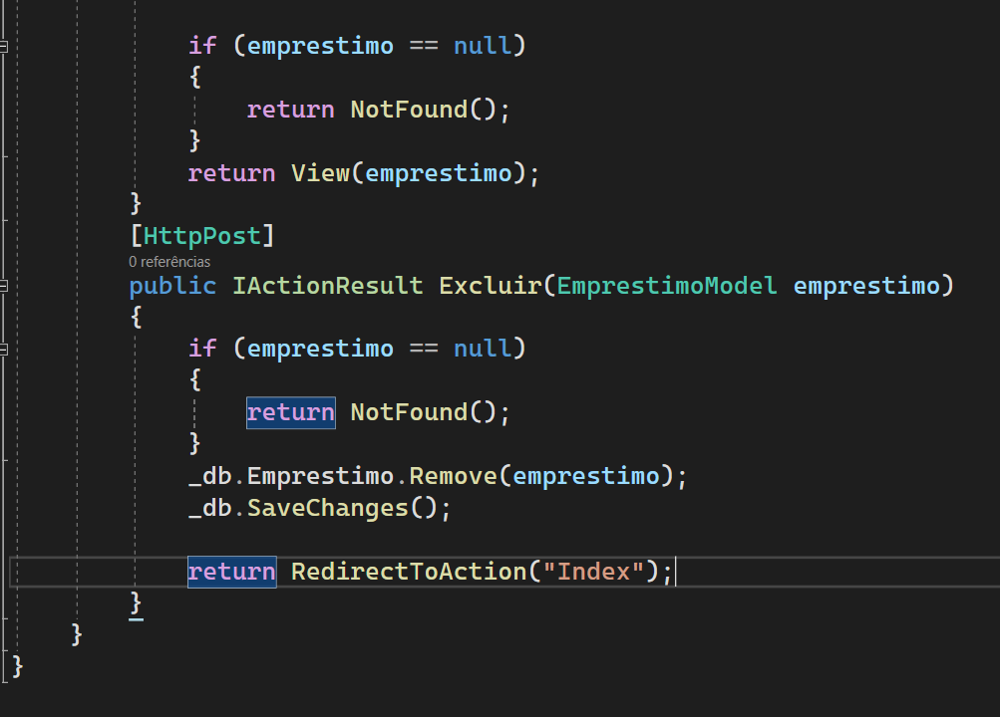 if (emprestimo == null)
{
return NotFound();
}
return View(emprestimo);
}
[HttpPost]
0 referências
public IActionResult Excluir(EmprestimoModel emprestimo)
{
if (emprestimo == null)
{
return NotFound();
}
_db.Emprestimo.Remove(emprestimo);
_db.SaveChanges();
return RedirectToAction("Index");
}
}
}